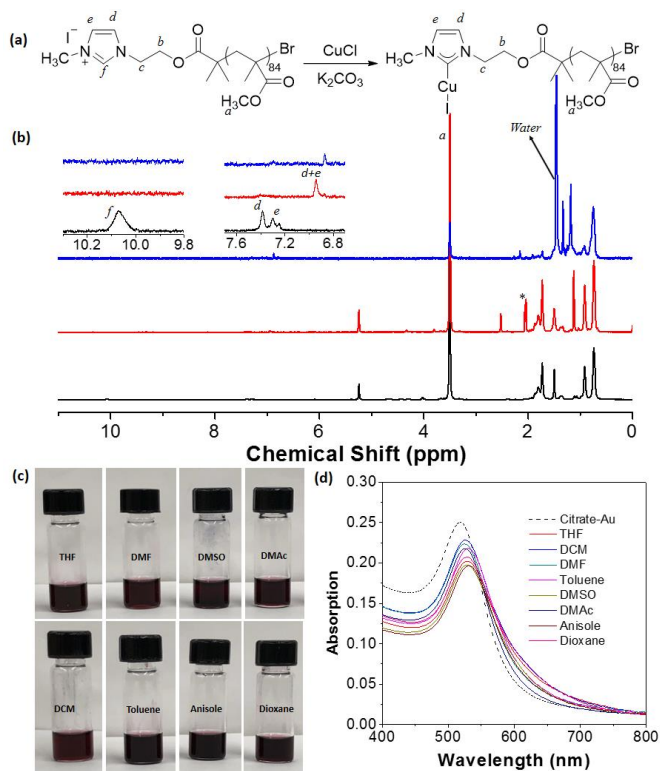 (a)
I⁻
e
d
H₃C
N
+
N
f
c
b
O
O
84
Br
O
H₃CO
a
CuCl
K₂CO₃
e
d
H₃C
N
N
c
b
O
O
84
Br
O
H₃CO
a
Cu
I
(b)
a
Water
d+e
f
d
e
10.2 10.0 9.8
7.6 7.2 6.8
*
10 8 6 4 2 0
Chemical Shift (ppm)
(c)
THF
DMF
DMSO
DMAc
DCM
Toluene
Anisole
Dioxane
(d)
0.30
0.25
0.20
0.15
0.10
0.05
0.00
Absorption
Citrate-Au
THF
DCM
DMF
Toluene
DMSO
DMAc
Anisole
Dioxane
400 500 600 700 800
Wavelength (nm)